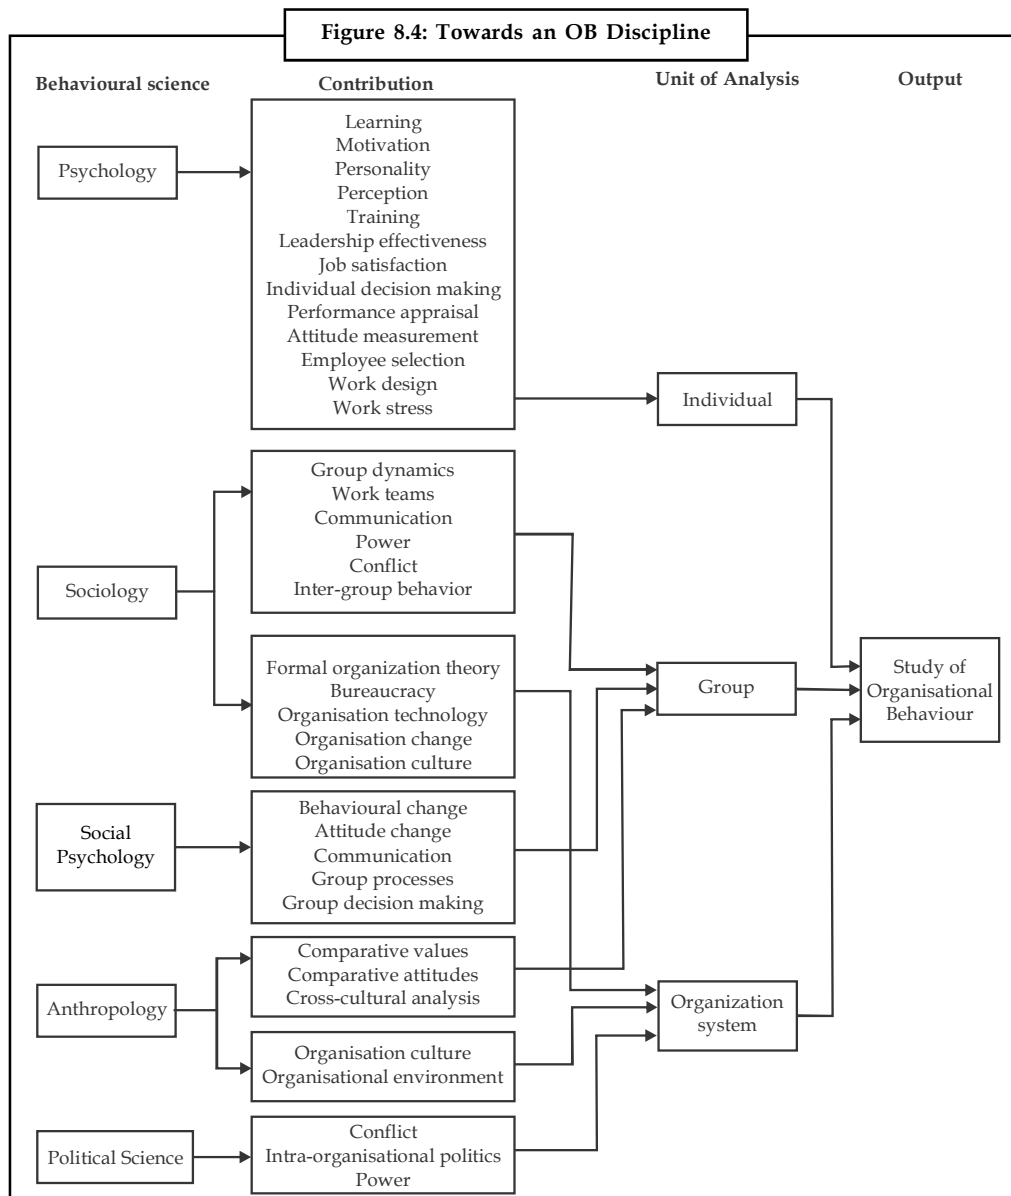 Figure 8.4: Towards an OB Discipline
Behavioural science
Contribution
Unit of Analysis
Output
Psychology
Learning
Motivation
Personality
Perception
Training
Leadership effectiveness
Job satisfaction
Individual decision making
Performance appraisal
Attitude measurement
Employee selection
Work design
Work stress
Individual
Sociology
Group dynamics
Work teams
Communication
Power
Conflict
Inter-group behavior
Formal organization theory
Bureaucracy
Organisation technology
Organisation change
Organisation culture
Group
Study of
Organisational
Behaviour
Social
Psychology
Behavioural change
Attitude change
Communication
Group processes
Group decision making
Anthropology
Comparative values
Comparative attitudes
Cross-cultural analysis
Organisation culture
Organisational environment
Organization
system
Political Science
Conflict
Intra-organisational politics
Power